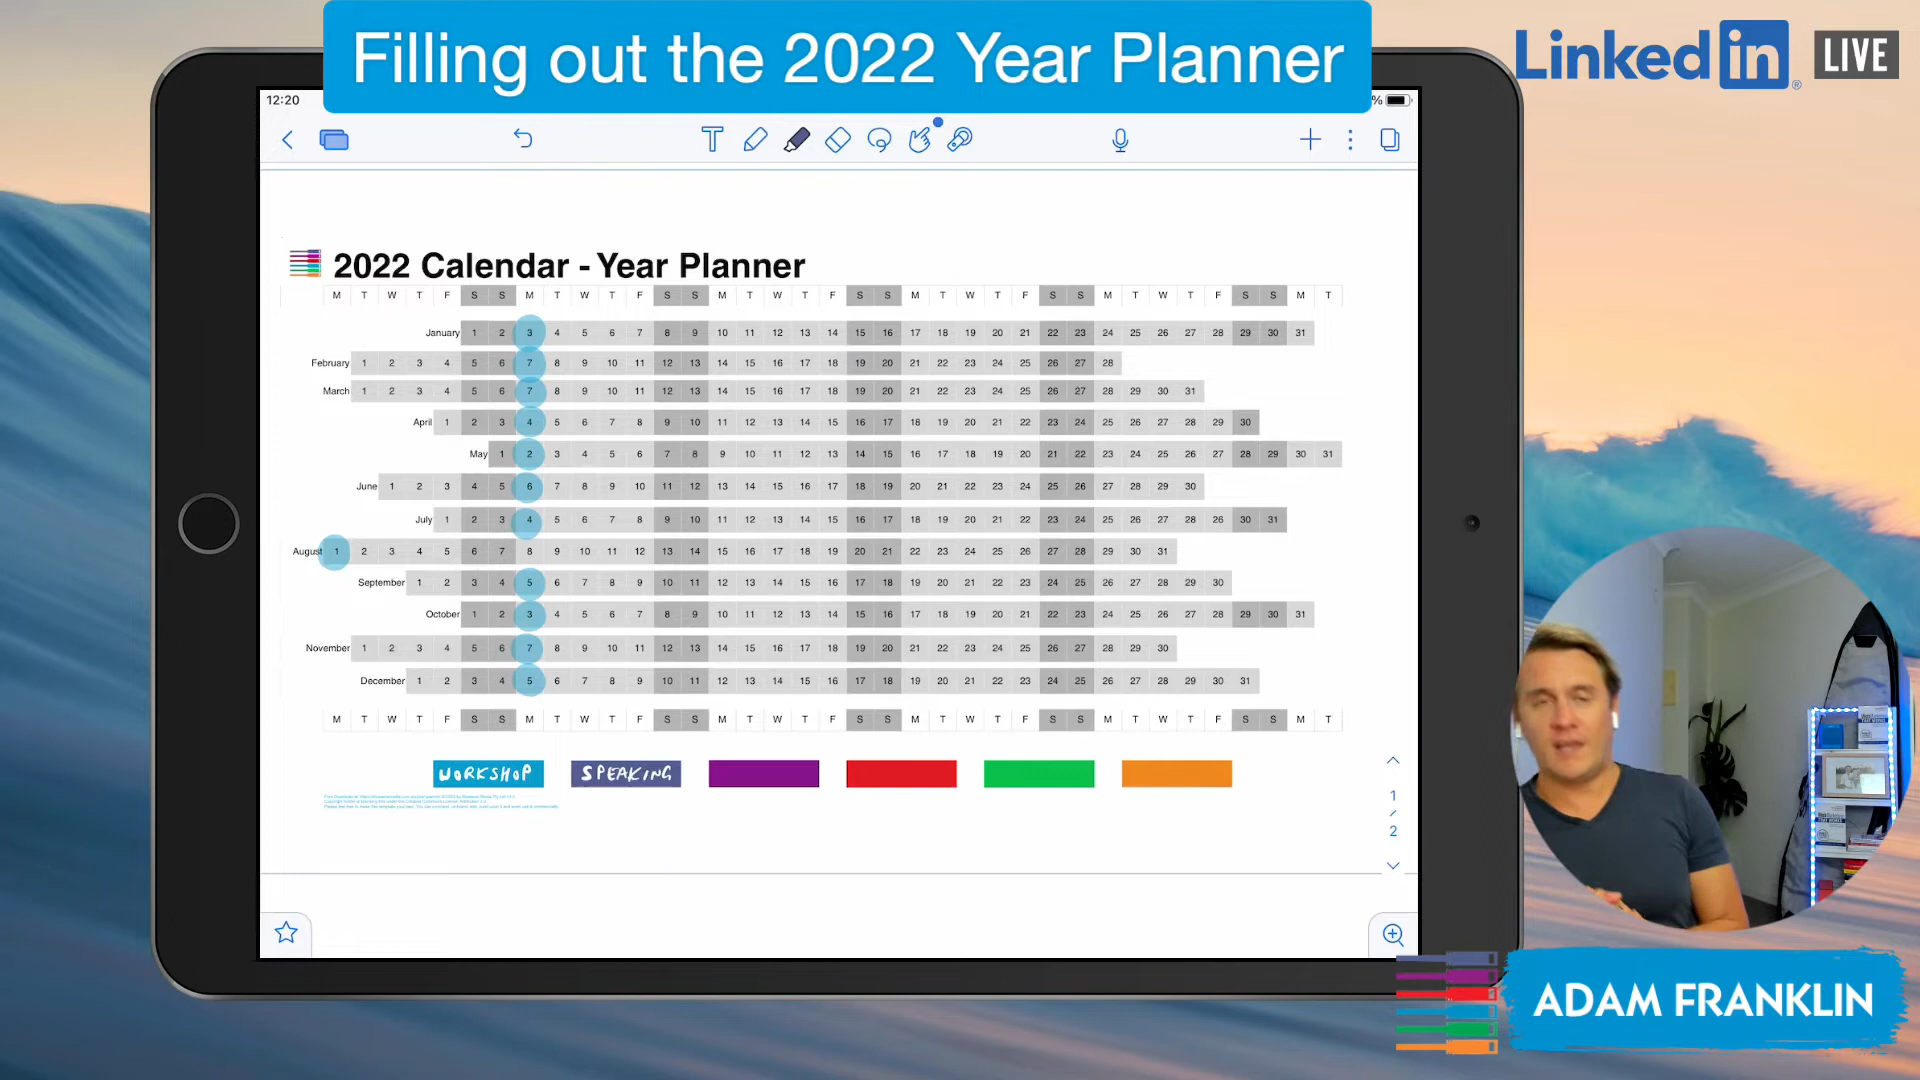 Filling out the 2022 Year Planner
Linked in ® LIVE
12:20 %
2022 Calendar - Year Planner
M T W T F S S M T W T F S S M T W T F S S M T W T F S S M T W T F S S M T
January 1 2 3 4 5 6 7 8 9 10 11 12 13 14 15 16 17 18 19 20 21 22 23 24 25 26 27 28 29 30 31
February 1 2 3 4 5 6 7 8 9 10 11 12 13 14 15 16 17 18 19 20 21 22 23 24 25 26 27 28
March 1 2 3 4 5 6 7 8 9 10 11 12 13 14 15 16 17 18 19 20 21 22 23 24 25 26 27 28 29 30 31
April 1 2 3 4 5 6 7 8 9 10 11 12 13 14 15 16 17 18 19 20 21 22 23 24 25 26 27 28 29 30
May 1 2 3 4 5 6 7 8 9 10 11 12 13 14 15 16 17 18 19 20 21 22 23 24 25 26 27 28 29 30 31
June 1 2 3 4 5 6 7 8 9 10 11 12 13 14 15 16 17 18 19 20 21 22 23 24 25 26 27 28 29 30
July 1 2 3 4 5 6 7 8 9 10 11 12 13 14 15 16 17 18 19 20 21 22 23 24 25 26 27 28 26 30 31
August 1 2 3 4 5 6 7 8 9 10 11 12 13 14 15 16 17 18 19 20 21 22 23 24 25 26 27 28 29 30 31
September 1 2 3 4 5 6 7 8 9 10 11 12 13 14 15 16 17 18 19 20 21 22 23 24 25 26 27 28 29 30
October 1 2 3 4 5 6 7 8 9 10 11 12 13 14 15 16 17 18 19 20 21 22 23 24 25 26 27 28 29 30 31
November 1 2 3 4 5 6 7 8 9 10 11 12 13 14 15 16 17 18 19 20 21 22 23 24 25 26 27 28 29 30
December 1 2 3 4 5 6 7 8 9 10 11 12 13 14 15 16 17 18 19 20 21 22 23 24 25 26 27 28 29 30 31
M T W T F S S M T W T F S S M T W T F S S M T W T F S S M T W T F S S M T
WORKSHOP SPEAKING
1
/
2
ADAM FRANKLIN